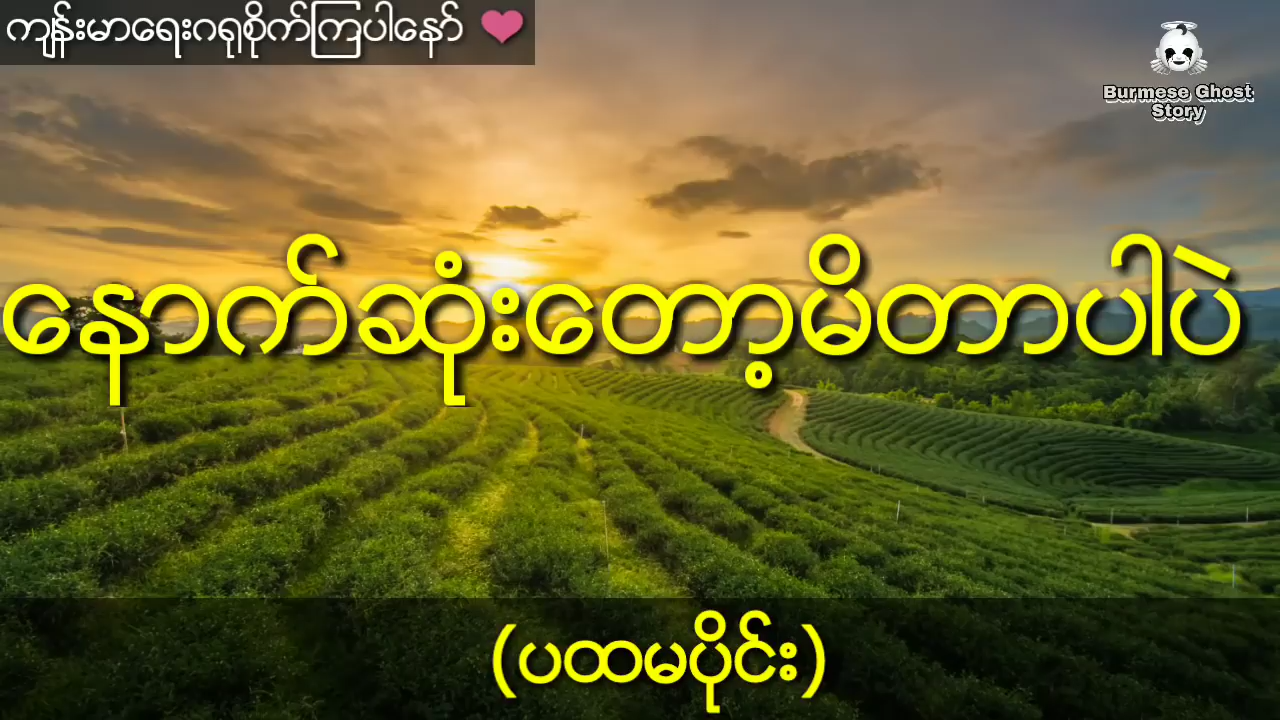 ကျန်းမာရေးဂရုစိုက်ကြပါနော် ❤
Burmese Ghost
Story
နောက်ဆုံးတော့မိတာပါပဲ
(ပထမပိုင်း)